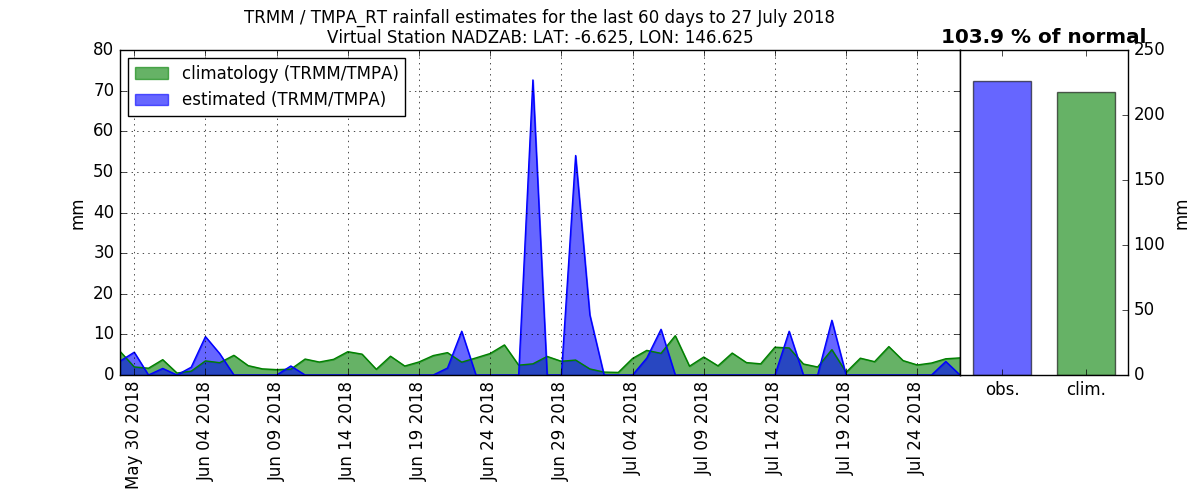 TRMM / TMPA_RT rainfall estimates for the last 60 days to 27 July 2018
Virtual Station NADZAB: LAT: -6.625, LON: 146.625
103.9 % of normal
climatology (TRMM/TMPA)
estimated (TRMM/TMPA)
80
70
60
50
40
30
20
10
0
mm
May 30 2018
Jun 04 2018
Jun 09 2018
Jun 14 2018
Jun 19 2018
Jun 24 2018
Jun 29 2018
Jul 04 2018
Jul 09 2018
Jul 14 2018
Jul 19 2018
Jul 24 2018
obs.
clim.
250
200
150
100
50
0
mm